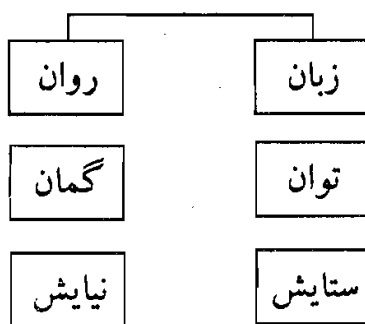 زبان روان
توان گمان
ستایش نیایش